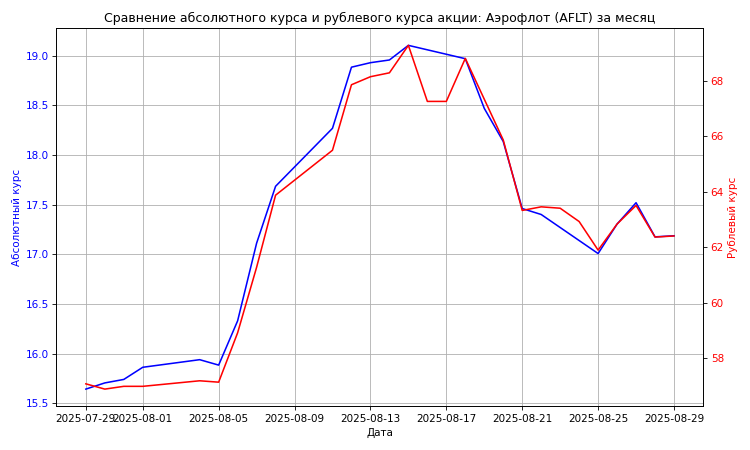 Сравнение абсолютного курса и рублевого курса акции: Аэрофлот (AFLT) за месяц
Абсолютный курс
19.0
18.5
18.0
17.5
17.0
16.5
16.0
15.5
68
66
64
62
60
58
Рублевый курс
2025-07-29 2025-08-01 2025-08-05 2025-08-09 2025-08-13 2025-08-17 2025-08-21 2025-08-25 2025-08-29
Дата